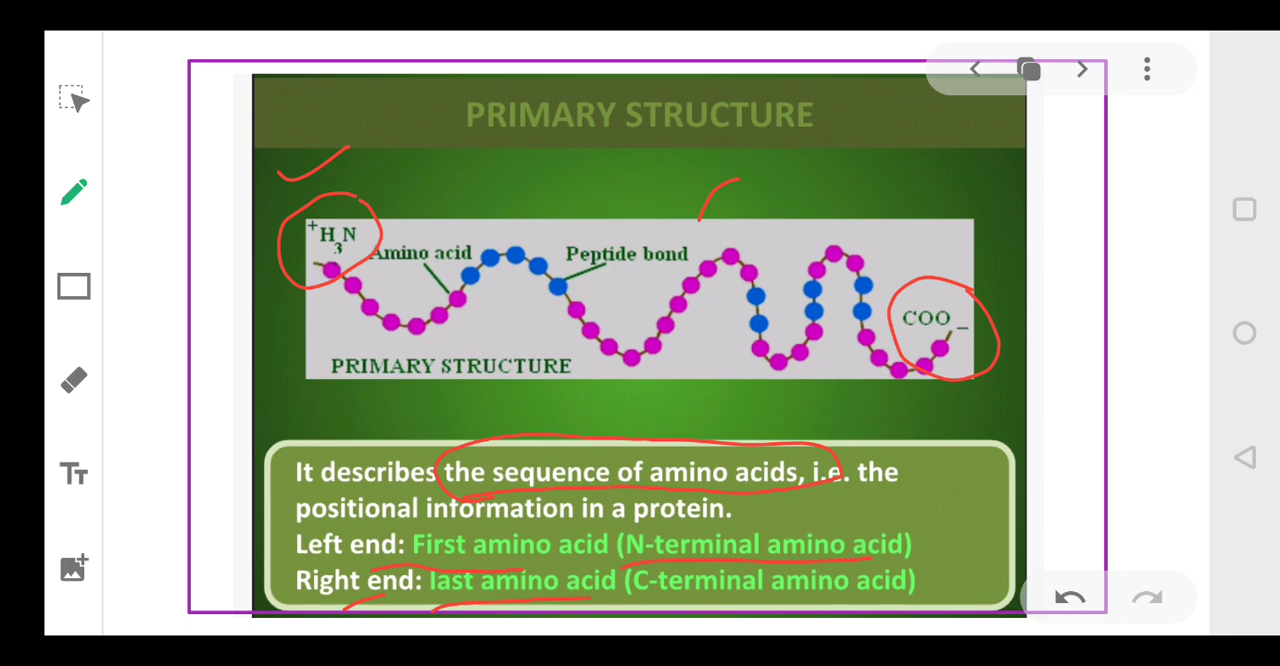 PRIMARY STRUCTURE
+H3N
Amino acid
Peptide bond
COO –
PRIMARY STRUCTURE
It describes the sequence of amino acids, i.e. the
positional information in a protein.
Left end: First amino acid (N-terminal amino acid)
Right end: last amino acid (C-terminal amino acid)
TT